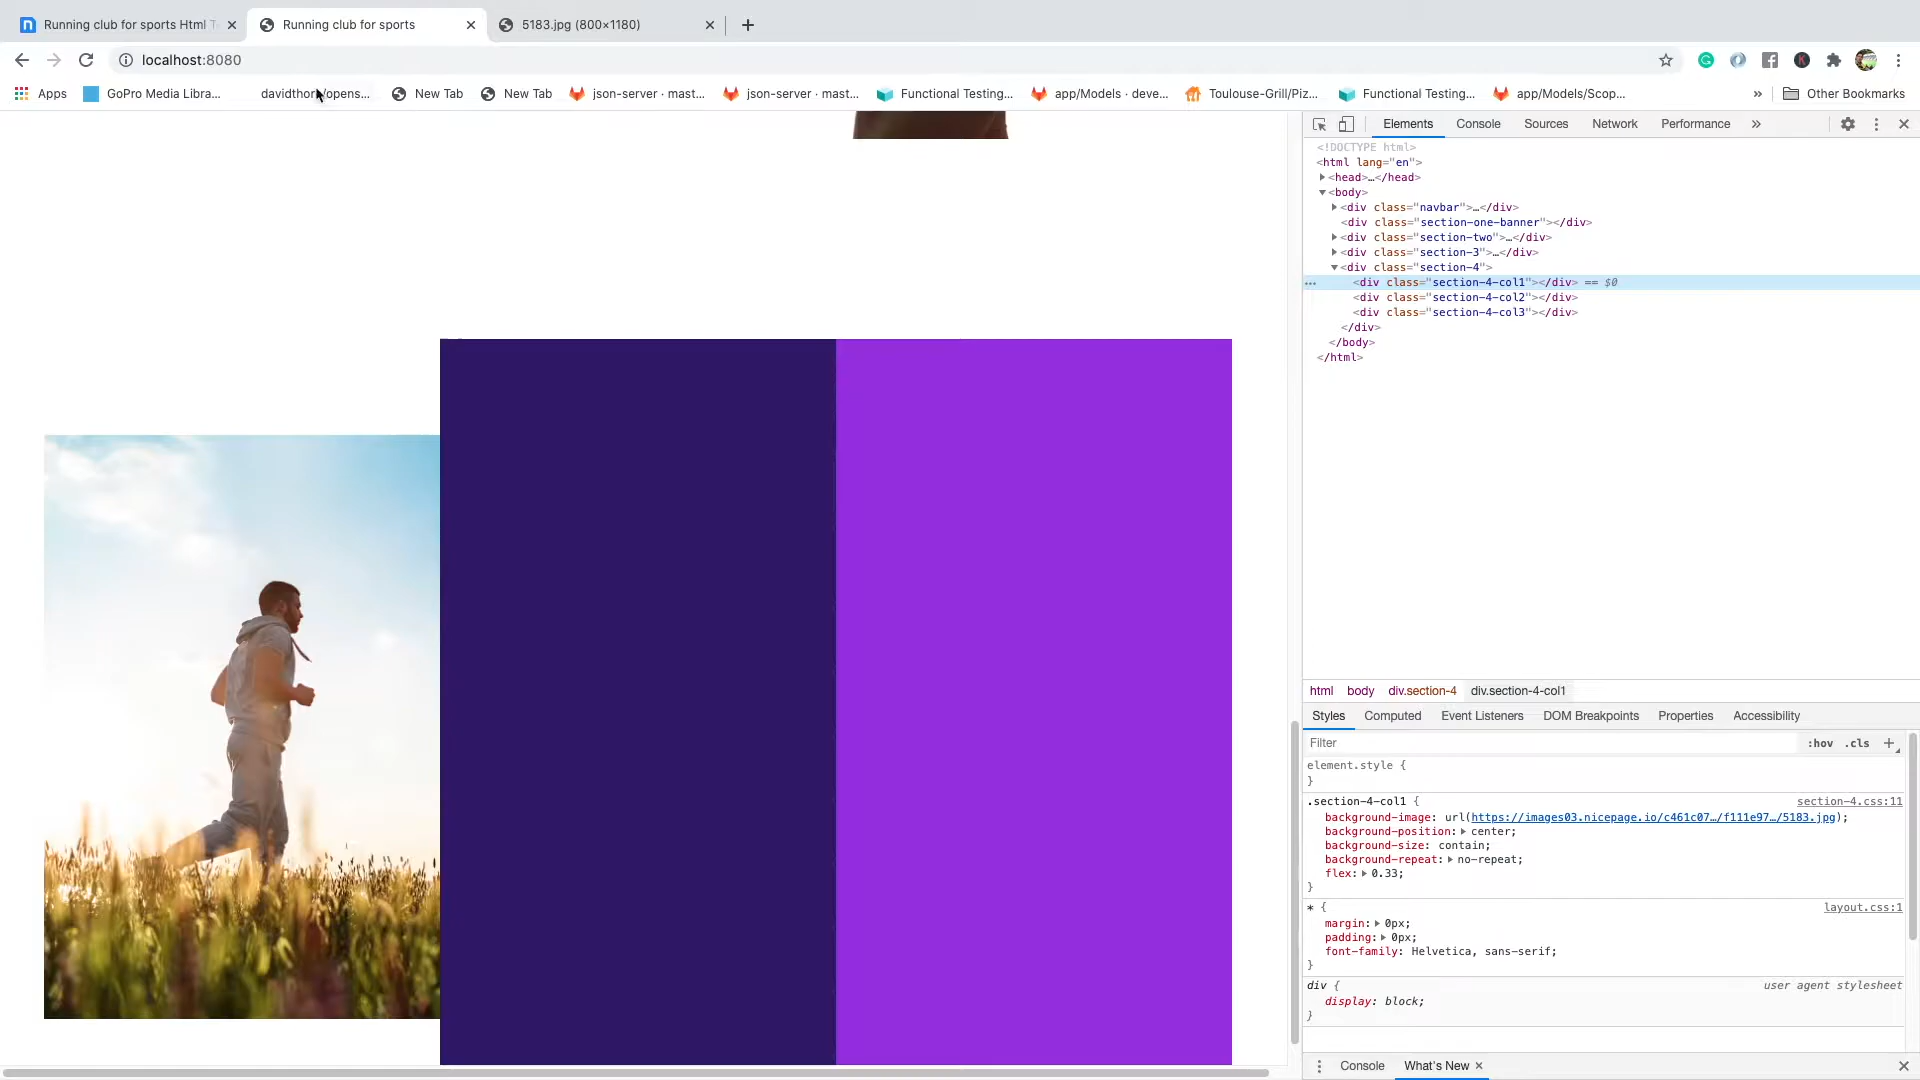 Running club for sports Html T
Running club for sports
5183.jpg (800×1180)
localhost:8080
Apps
GoPro Media Libra...
davidthor /opens...
New Tab
New Tab
json-server · mast...
json-server · mast...
Functional Testing...
app/Models · deve...
Toulouse-Grill/Piz...
Functional Testing...
app/Models/Scop...
»
Other Bookmarks
Elements
Console
Sources
Network
Performance
»
<!DOCTYPE html>
<html lang="en">
<head>…</head>
<body>
<div class="navbar">…</div>
<div class="section-one-banner"></div>
<div class="section-two">…</div>
<div class="section-3">…</div>
<div class="section-4">
<div class="section-4-col1"></div> == $0
<div class="section-4-col2"></div>
<div class="section-4-col3"></div>
</div>
</body>
</html>
html body div.section-4 div.section-4-col1
Styles Computed Event Listeners DOM Breakpoints Properties Accessibility
Filter :hov .cls +
element.style {
}
.section-4-col1 { section-4.css:11
background-image: url(https://images03.nicepage.io/c461c07…/f111e97…/5183.jpg);
background-position: center;
background-size: contain;
background-repeat: no-repeat;
flex: 0.33;
}
* { layout.css:1
margin: 0px;
padding: 0px;
font-family: Helvetica, sans-serif;
}
div { user agent stylesheet
display: block;
}
Console What's New